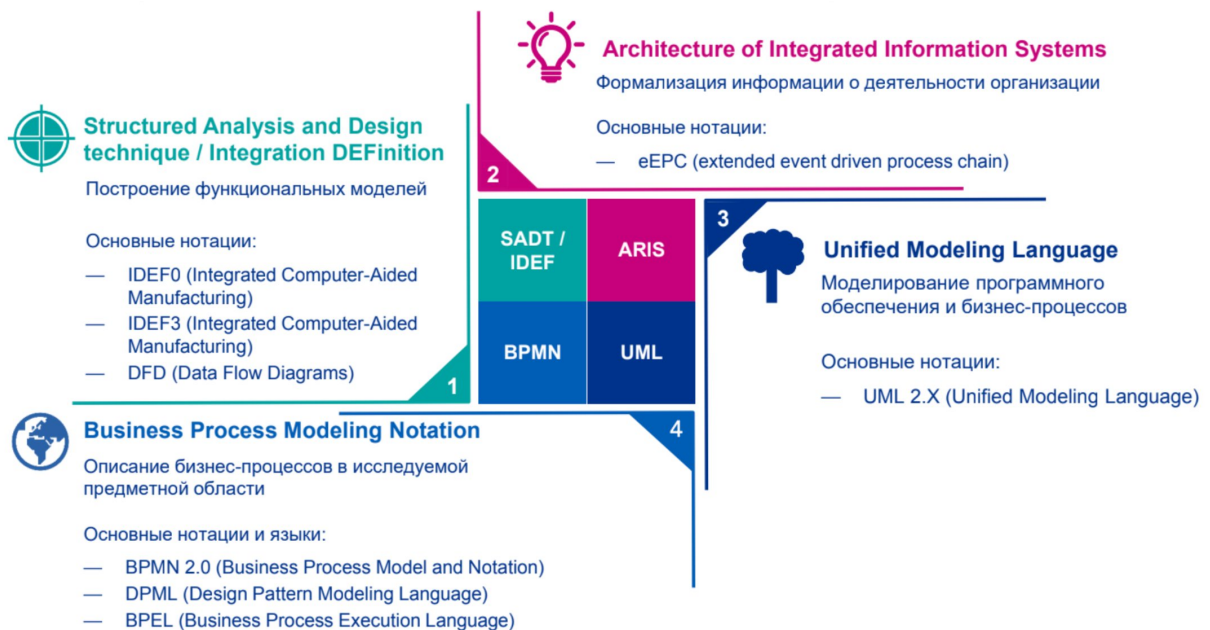 Architecture of Integrated Information Systems
Формализация информации о деятельности организации
Основные нотации:
— eEPC (extended event driven process chain)
2
Structured Analysis and Design
technique / Integration DEFinition
Построение функциональных моделей
Основные нотации:
— IDEF0 (Integrated Computer-Aided
Manufacturing)
— IDEF3 (Integrated Computer-Aided
Manufacturing)
— DFD (Data Flow Diagrams)
1
SADT /
IDEF
ARIS
BPMN
UML
3
Unified Modeling Language
Моделирование программного
обеспечения и бизнес-процессов
Основные нотации:
— UML 2.X (Unified Modeling Language)
4
Business Process Modeling Notation
Описание бизнес-процессов в исследуемой
предметной области
Основные нотации и языки:
— BPMN 2.0 (Business Process Model and Notation)
— DPML (Design Pattern Modeling Language)
— BPEL (Business Process Execution Language)